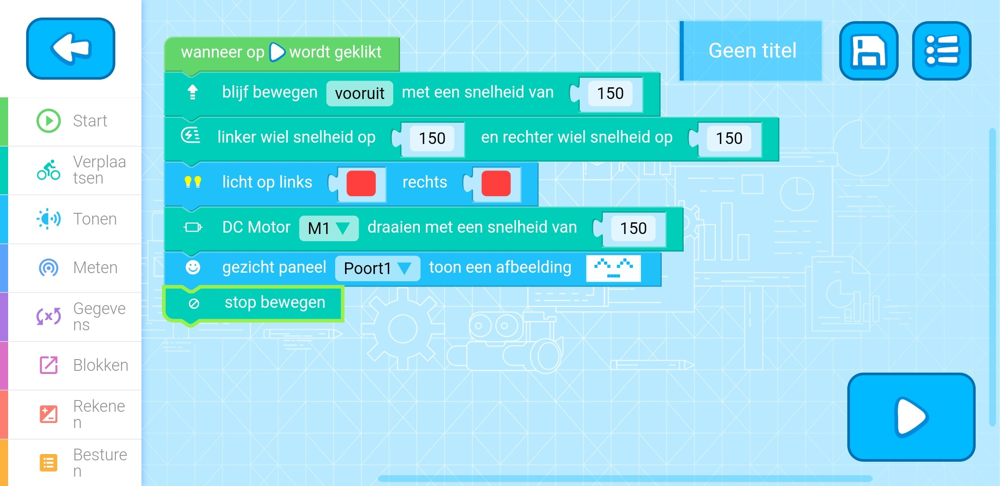 wanneer op wordt geklikt
Geen titel
blijf bewegen vooruit met een snelheid van 150
linker wiel snelheid op 150 en rechter wiel snelheid op 150
licht op links rechts
DC Motor M1 draaien met een snelheid van 150
gezicht paneel Poort1 toon een afbeelding
stop bewegen
Start
Verplaa
tsen
Tonen
Meten
Gegeve
ns
Blokken
Rekene
n
Besture
n